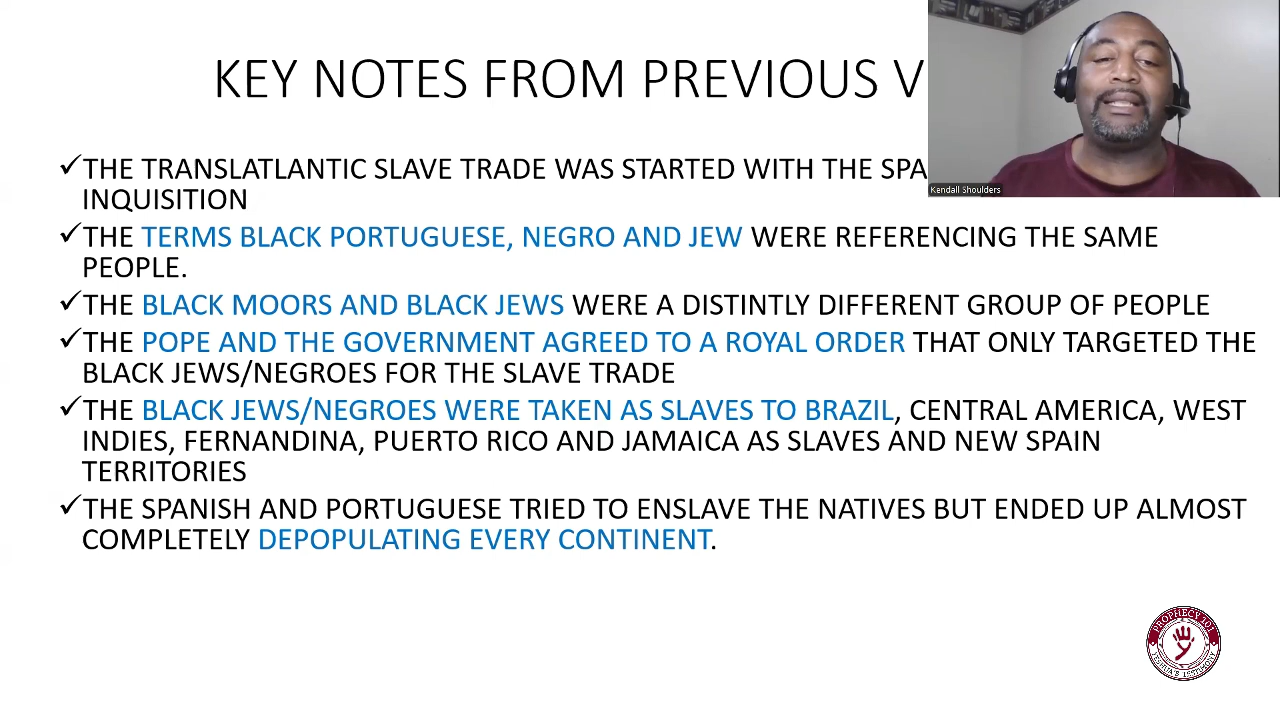 KEY NOTES FROM PREVIOUS V
✓THE TRANSLATLANTIC SLAVE TRADE WAS STARTED WITH THE SPA
INQUISITION
✓THE TERMS BLACK PORTUGUESE, NEGRO AND JEW WERE REFERENCING THE SAME
PEOPLE.
✓THE BLACK MOORS AND BLACK JEWS WERE A DISTINTLY DIFFERENT GROUP OF PEOPLE
✓THE POPE AND THE GOVERNMENT AGREED TO A ROYAL ORDER THAT ONLY TARGETED THE
BLACK JEWS/NEGROES FOR THE SLAVE TRADE
✓THE BLACK JEWS/NEGROES WERE TAKEN AS SLAVES TO BRAZIL, CENTRAL AMERICA, WEST
INDIES, FERNANDINA, PUERTO RICO AND JAMAICA AS SLAVES AND NEW SPAIN
TERRITORIES
✓THE SPANISH AND PORTUGUESE TRIED TO ENSLAVE THE NATIVES BUT ENDED UP ALMOST
COMPLETELY DEPOPULATING EVERY CONTINENT.
Kendall Shoulders
PROPHECY 101
YESHUA'S TESTIMONY